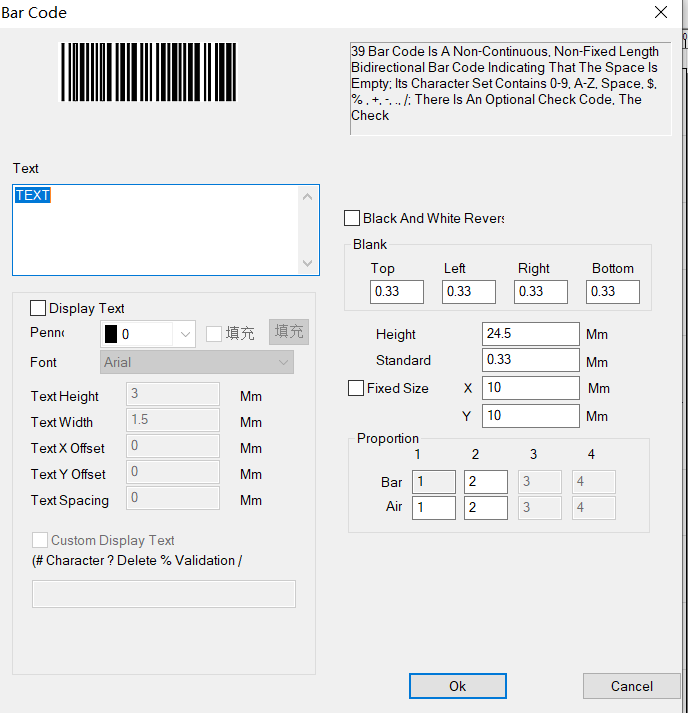 Bar Code
39 Bar Code Is A Non-Continuous, Non-Fixed Length
Bidirectional Bar Code Indicating That The Space Is
Empty; Its Character Set Contains 0-9, A-Z, Space, $,
% , +, -, ., /; There Is An Optional Check Code, The
Check
Text
TEXT
Black And White Revers
Blank
Top Left Right Bottom
0.33 0.33 0.33 0.33
Display Text
Penno 0 填充 填充
Font Arial
Text Height 3 Mm
Text Width 1.5 Mm
Text X Offset 0 Mm
Text Y Offset 0 Mm
Text Spacing 0 Mm
Custom Display Text
(# Character ? Delete % Validation /
Height 24.5 Mm
Standard 0.33 Mm
Fixed Size X 10 Mm
Y 10 Mm
Proportion
1 2 3 4
Bar 1 2 3 4
Air 1 2 3 4
Ok Cancel